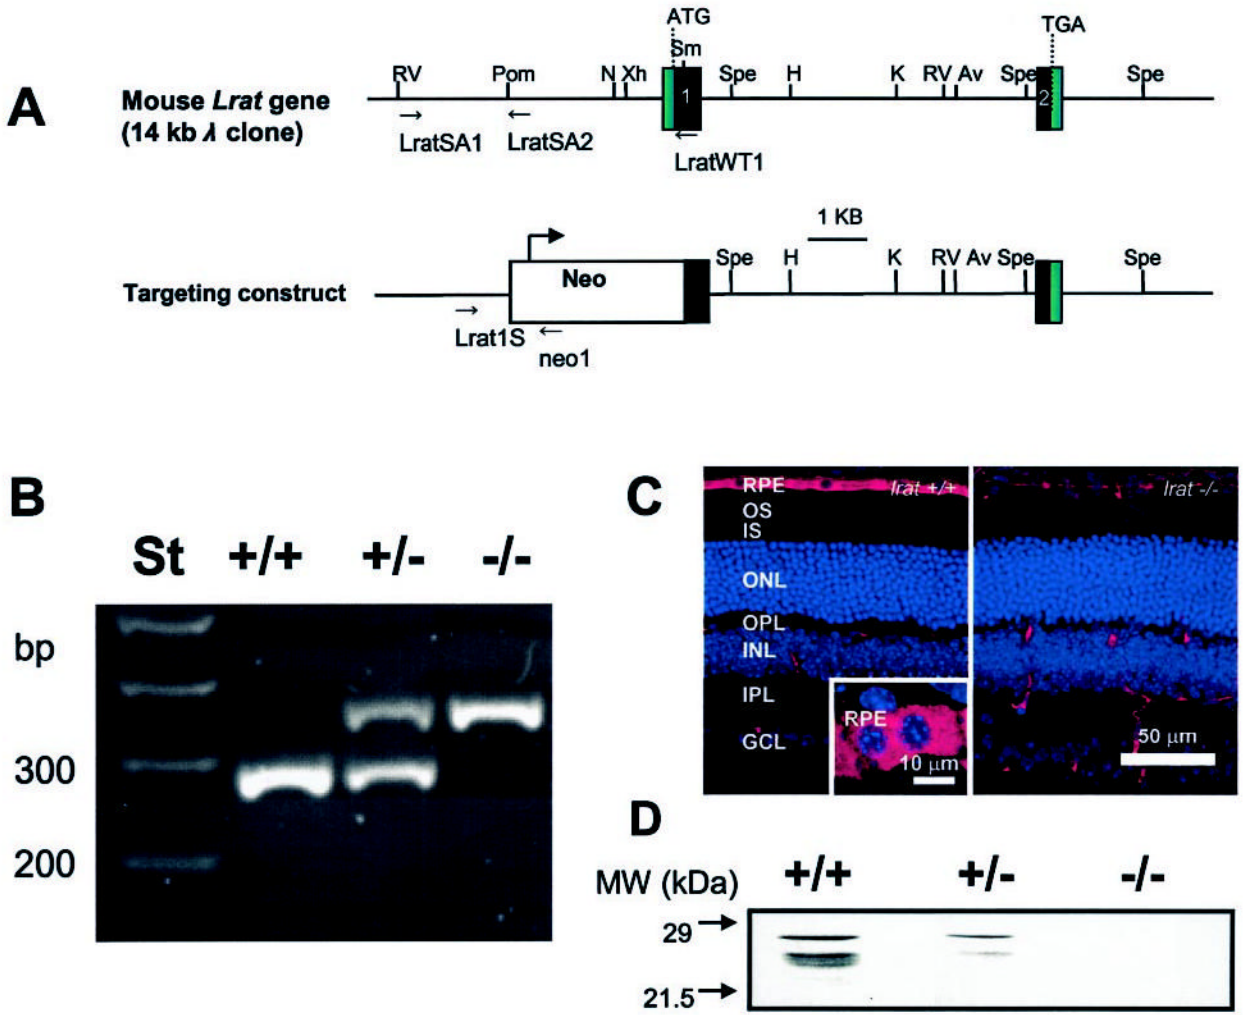 A
ATG
Sm
TGA
RV Pom N Xh Spe H K RV Av Spe Spe
Mouse Lrat gene
(14 kb λ clone)
1
2
LratSA1 LratSA2 LratWT1
1 KB
Spe H K RV Av Spe Spe
Targeting construct
Neo
Lrat1S
neo1
B
St +/+ +/- -/-
bp
300
200
C
RPE
lrat +/+
lrat -/-
OS
IS
ONL
OPL
INL
IPL
GCL
RPE
10 μm
50 μm
D
MW (kDa) +/+ +/- -/-
29
21.5